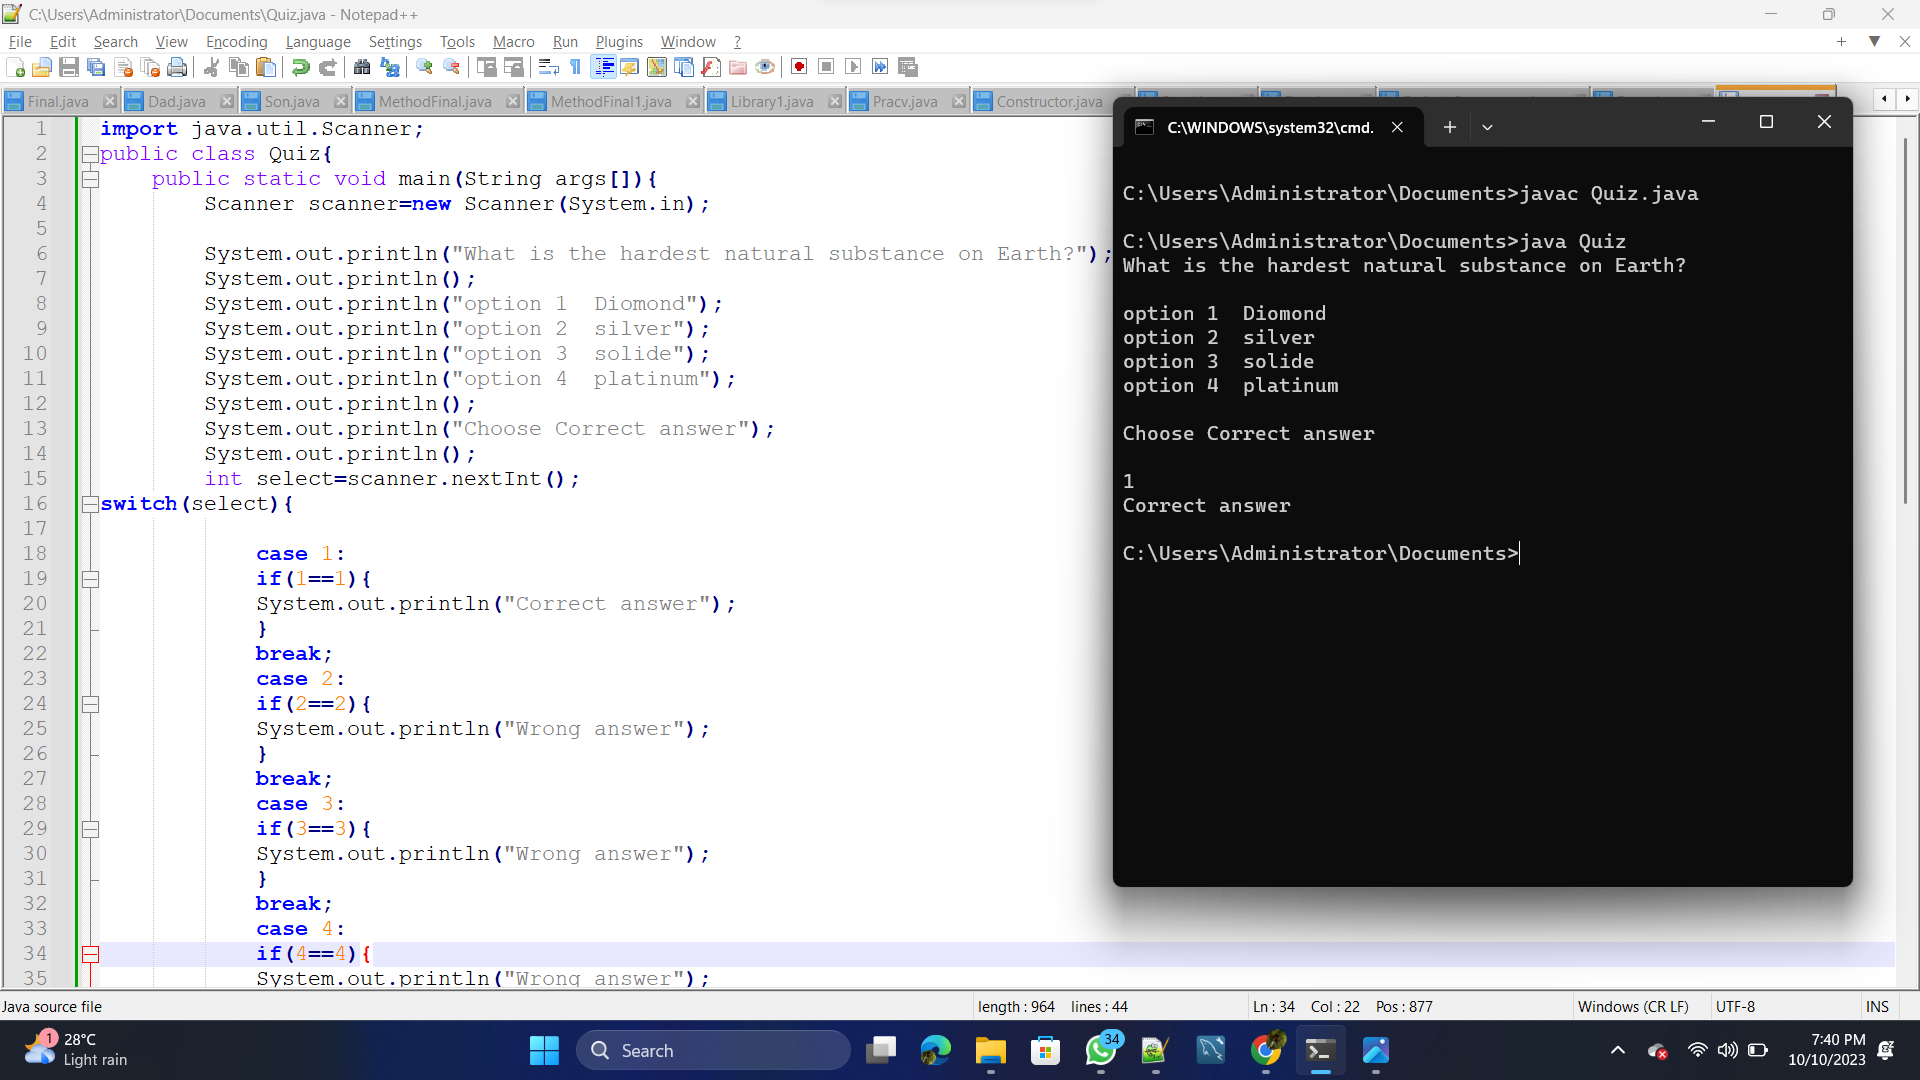 C:\Users\Administrator\Documents\Quiz.java - Notepad++
File Edit Search View Encoding Language Settings Tools Macro Run Plugins Window ?
Final.java Dad.java Son.java MethodFinal.java MethodFinal1.java Library1.java Pracv.java Constructor.java
1 import java.util.Scanner;
2 public class Quiz{
3 public static void main(String args[]){
4 Scanner scanner=new Scanner(System.in);
5
6 System.out.println("What is the hardest natural substance on Earth?");
7 System.out.println();
8 System.out.println("option 1  Diomond");
9 System.out.println("option 2  silver");
10 System.out.println("option 3  solide");
11 System.out.println("option 4  platinum");
12 System.out.println();
13 System.out.println("Choose Correct answer");
14 System.out.println();
15 int select=scanner.nextInt();
16 switch(select){
17
18 case 1:
19 if(1==1){
20 System.out.println("Correct answer");
21 }
22 break;
23 case 2:
24 if(2==2){
25 System.out.println("Wrong answer");
26 }
27 break;
28 case 3:
29 if(3==3){
30 System.out.println("Wrong answer");
31 }
32 break;
33 case 4:
34 if(4==4){
35 System.out.println("Wrong answer");
C:\WINDOWS\system32\cmd.
C:\Users\Administrator\Documents>javac Quiz.java
C:\Users\Administrator\Documents>java Quiz
What is the hardest natural substance on Earth?
option 1  Diomond
option 2  silver
option 3  solide
option 4  platinum
Choose Correct answer
1
Correct answer
C:\Users\Administrator\Documents>
Java source file length : 964 lines : 44 Ln : 34 Col : 22 Pos : 877 Windows (CR LF) UTF-8 INS
1 28°C
Light rain
Search
34
7:40 PM
10/10/2023